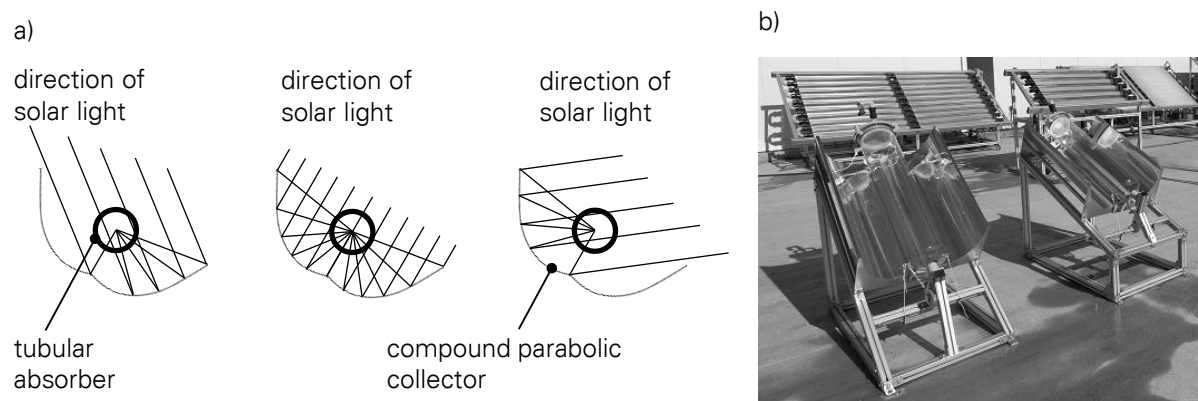 a)
direction of
solar light
direction of
solar light
direction of
solar light
tubular
absorber
compound parabolic
collector
b)